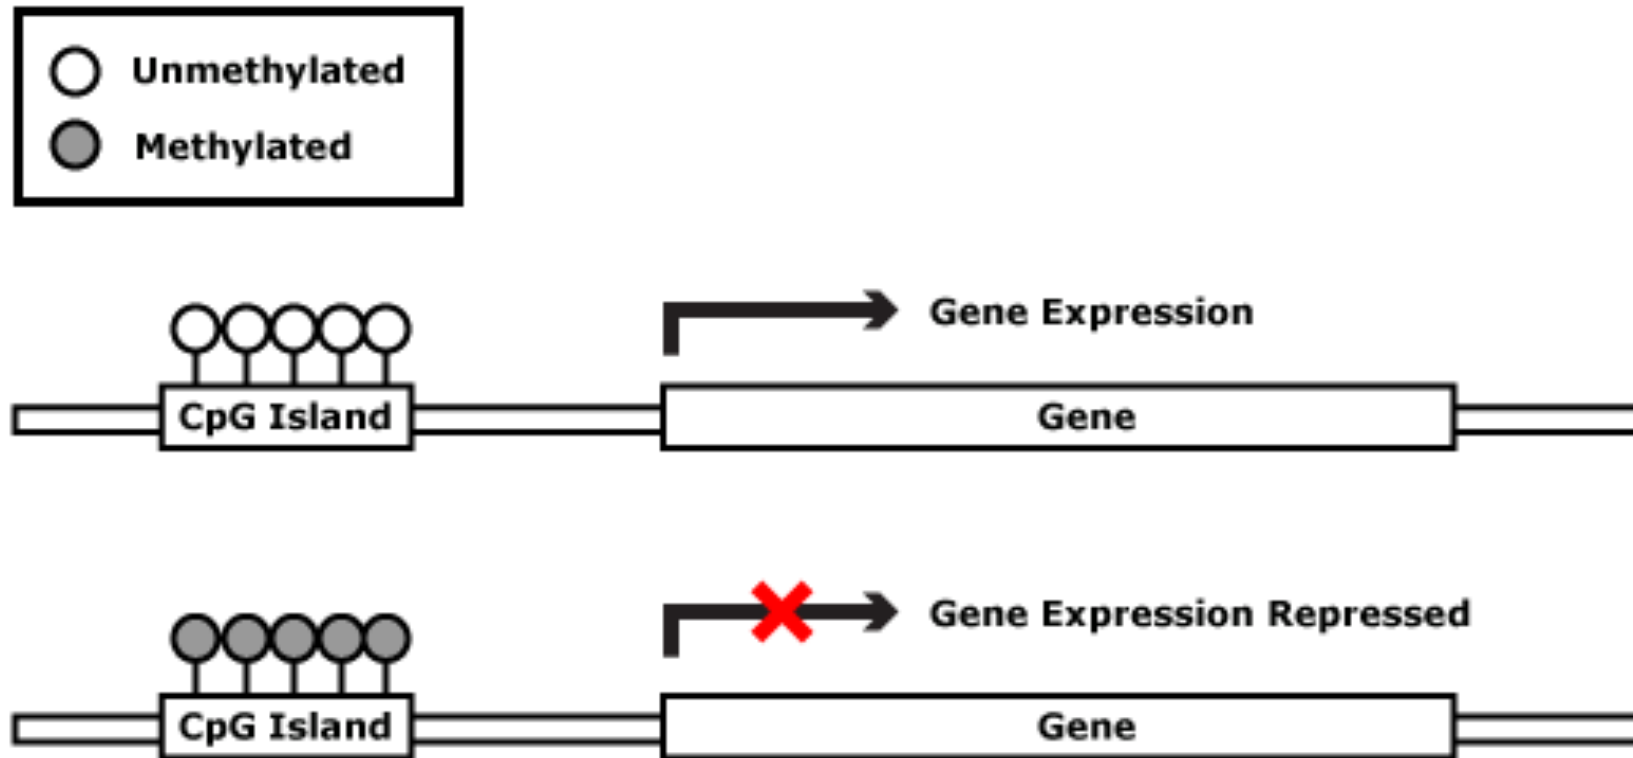 Unmethylated
Methylated
Gene Expression
CpG Island
Gene
Gene Expression Repressed
CpG Island
Gene